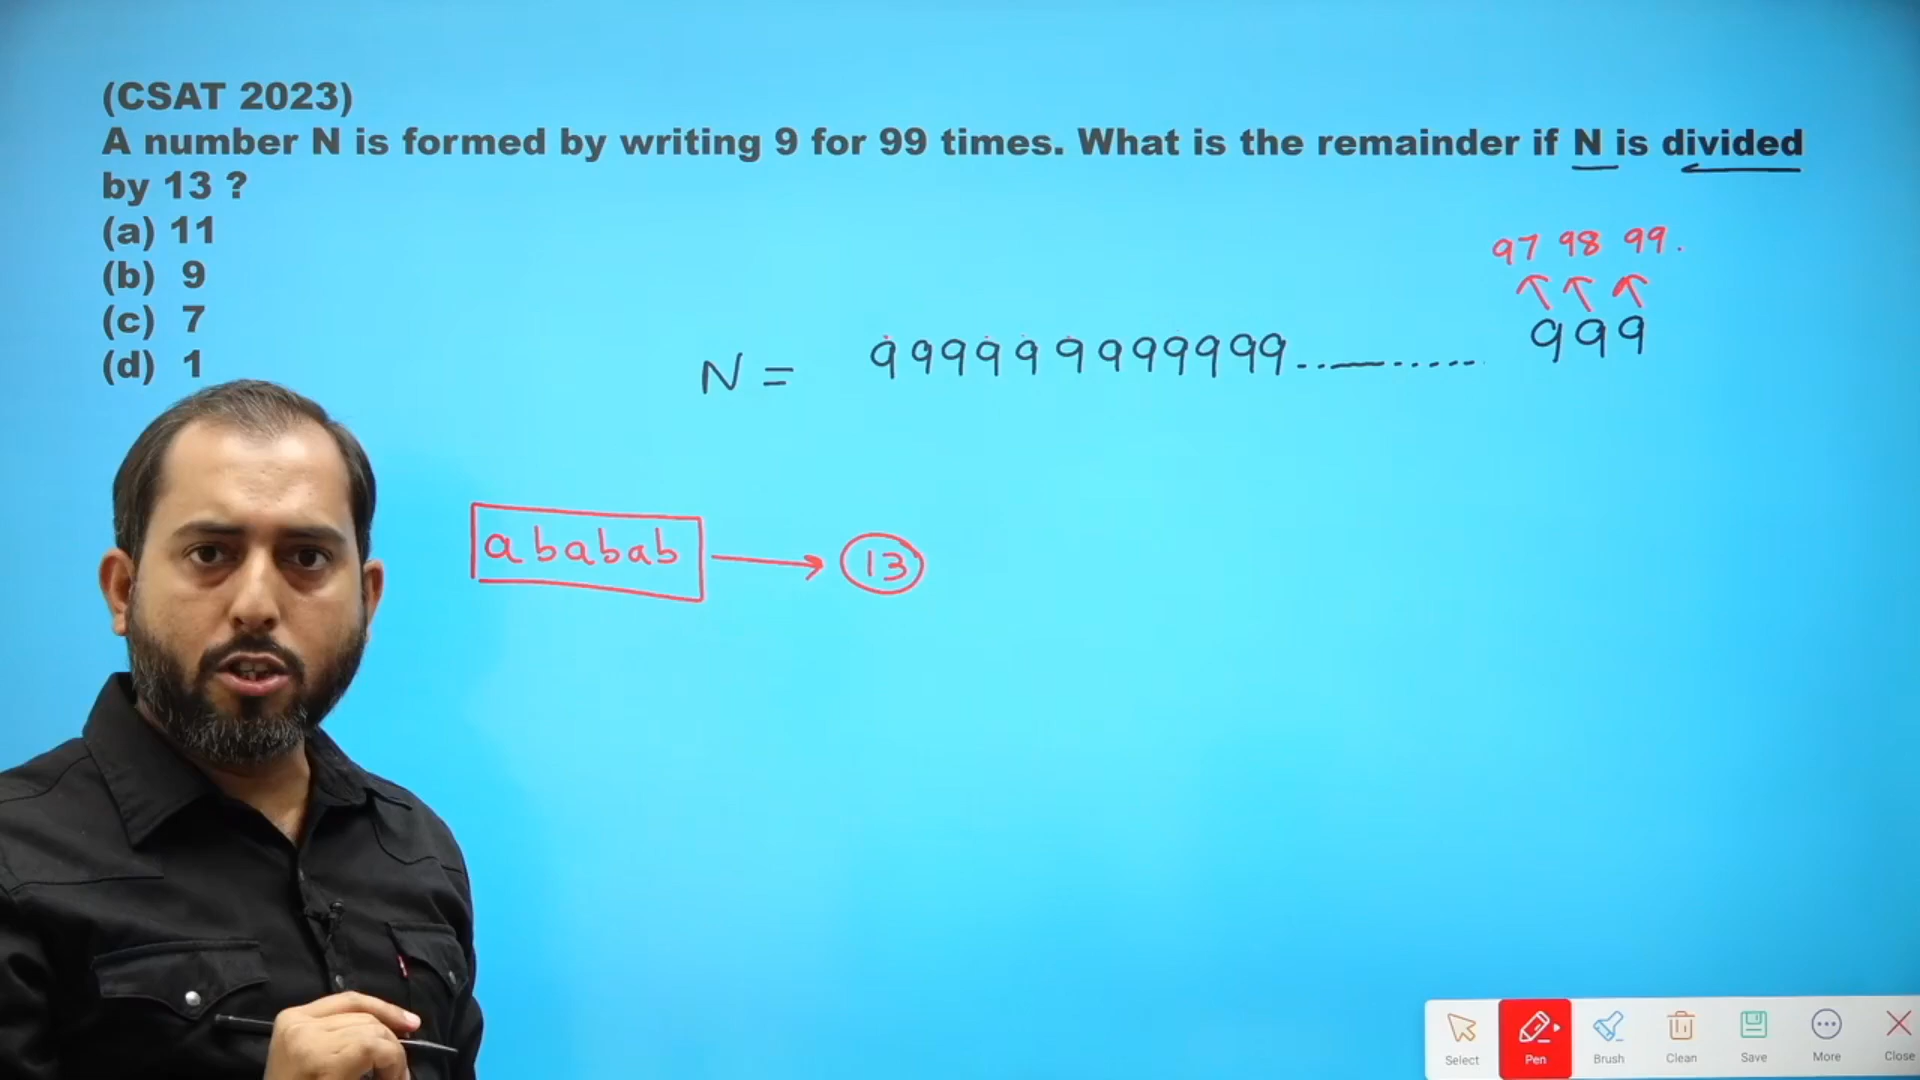 (CSAT 2023)
A number N is formed by writing 9 for 99 times. What is the remainder if N is divided
by 13 ?
(a) 11
(b) 9
(c) 7
(d) 1
97 98 99.
N = 999999999999............ 999
ababab → 13
Select
Pen
Brush
Clean
Save
More
Close